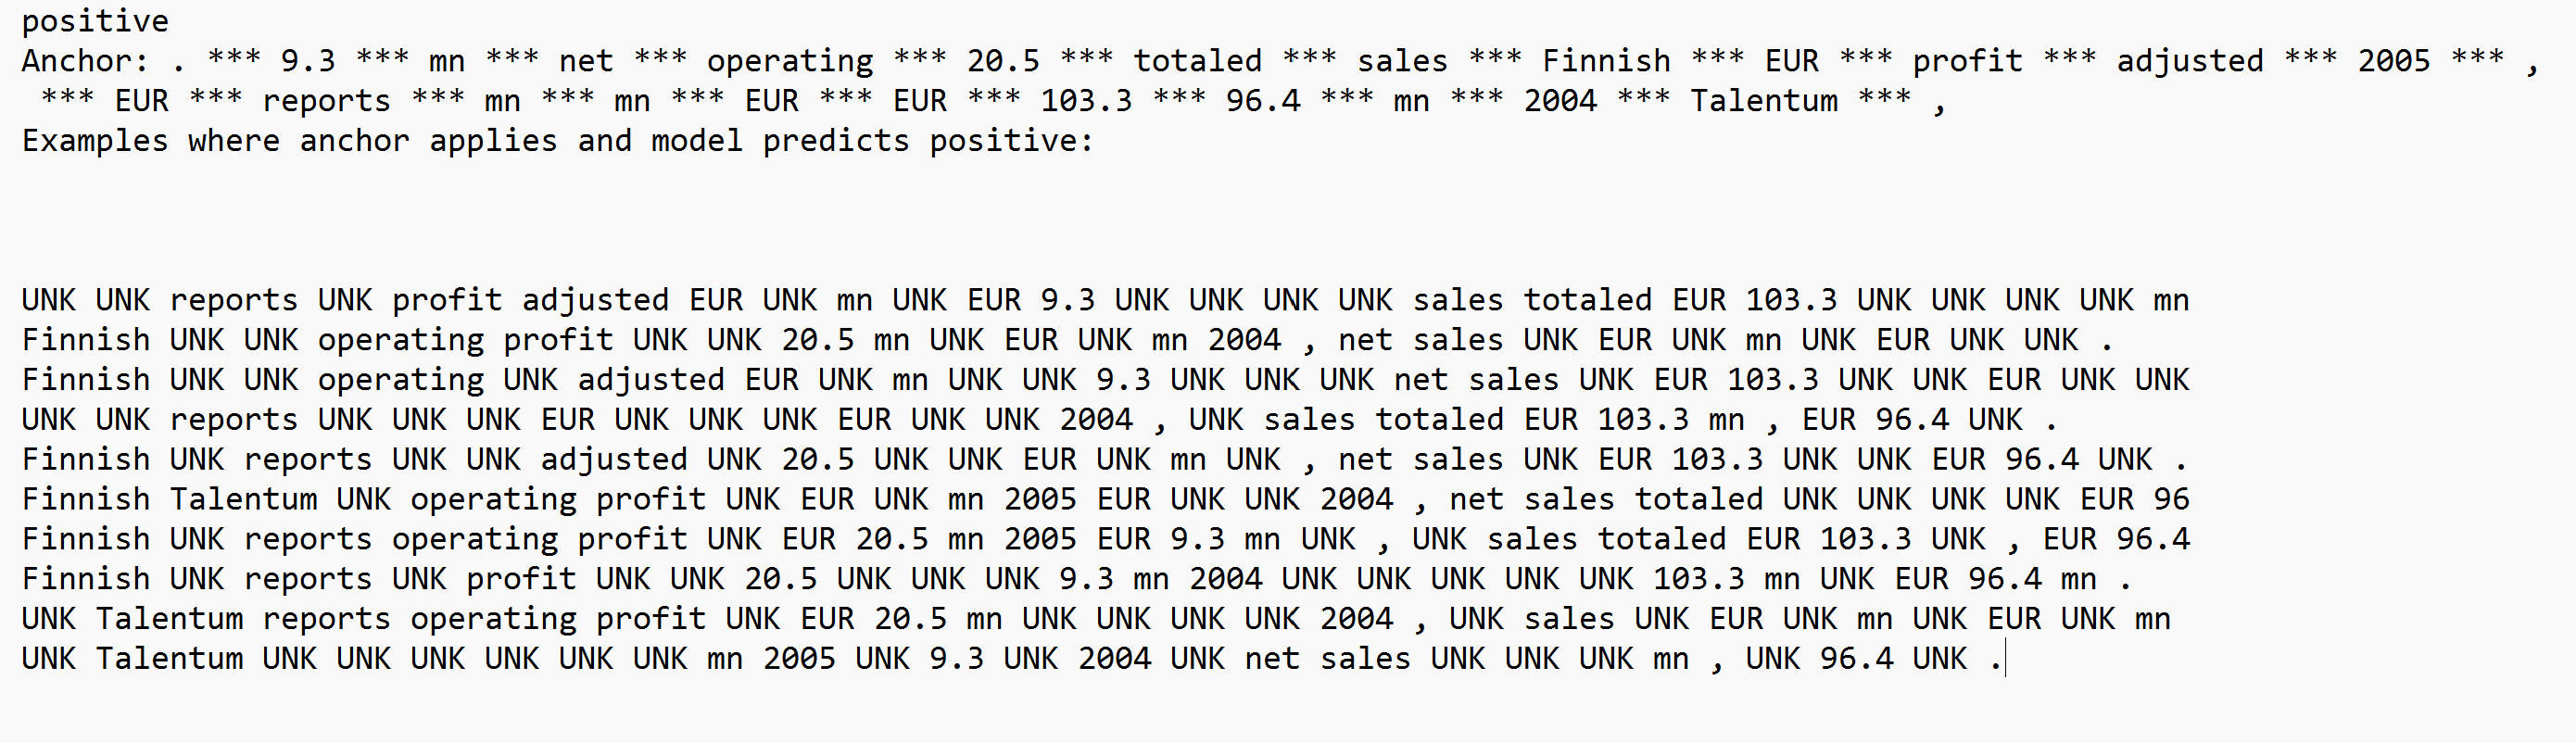 positive
Anchor: . *** 9.3 *** mn *** net *** operating *** 20.5 *** totaled *** sales *** Finnish *** EUR *** profit *** adjusted *** 2005 *** ,
*** EUR *** reports *** mn *** mn *** EUR *** EUR *** 103.3 *** 96.4 *** mn *** 2004 *** Talentum *** ,
Examples where anchor applies and model predicts positive:
UNK UNK reports UNK profit adjusted EUR UNK mn UNK EUR 9.3 UNK UNK UNK UNK sales totaled EUR 103.3 UNK UNK UNK UNK mn
Finnish UNK UNK operating profit UNK UNK 20.5 mn UNK EUR UNK mn 2004 , net sales UNK EUR UNK mn UNK EUR UNK UNK .
Finnish UNK UNK operating UNK adjusted EUR UNK mn UNK UNK 9.3 UNK UNK UNK net sales UNK EUR 103.3 UNK UNK EUR UNK UNK
UNK UNK reports UNK UNK UNK EUR UNK UNK UNK EUR UNK UNK 2004 , UNK sales totaled EUR 103.3 mn , EUR 96.4 UNK .
Finnish UNK reports UNK UNK adjusted UNK 20.5 UNK UNK EUR UNK mn UNK , net sales UNK EUR 103.3 UNK UNK EUR 96.4 UNK .
Finnish Talentum UNK operating profit UNK EUR UNK mn 2005 EUR UNK UNK 2004 , net sales totaled UNK UNK UNK UNK EUR 96
Finnish UNK reports operating profit UNK EUR 20.5 mn 2005 EUR 9.3 mn UNK , UNK sales totaled EUR 103.3 UNK , EUR 96.4
Finnish UNK reports UNK profit UNK UNK 20.5 UNK UNK UNK 9.3 mn 2004 UNK UNK UNK UNK UNK 103.3 mn UNK EUR 96.4 mn .
UNK Talentum reports operating profit UNK EUR 20.5 mn UNK UNK UNK UNK 2004 , UNK sales UNK EUR UNK mn UNK EUR UNK mn
UNK Talentum UNK UNK UNK UNK UNK UNK mn 2005 UNK 9.3 UNK 2004 UNK net sales UNK UNK UNK mn , UNK 96.4 UNK .